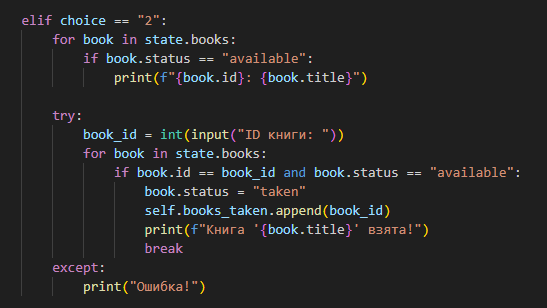 elif choice == "2":
for book in state.books:
if book.status == "available":
print(f"{book.id}: {book.title}")
try:
book_id = int(input("ID книги: "))
for book in state.books:
if book.id == book_id and book.status == "available":
book.status = "taken"
self.books_taken.append(book_id)
print(f"Книга '{book.title}' взята!")
break
except:
print("Ошибка!")